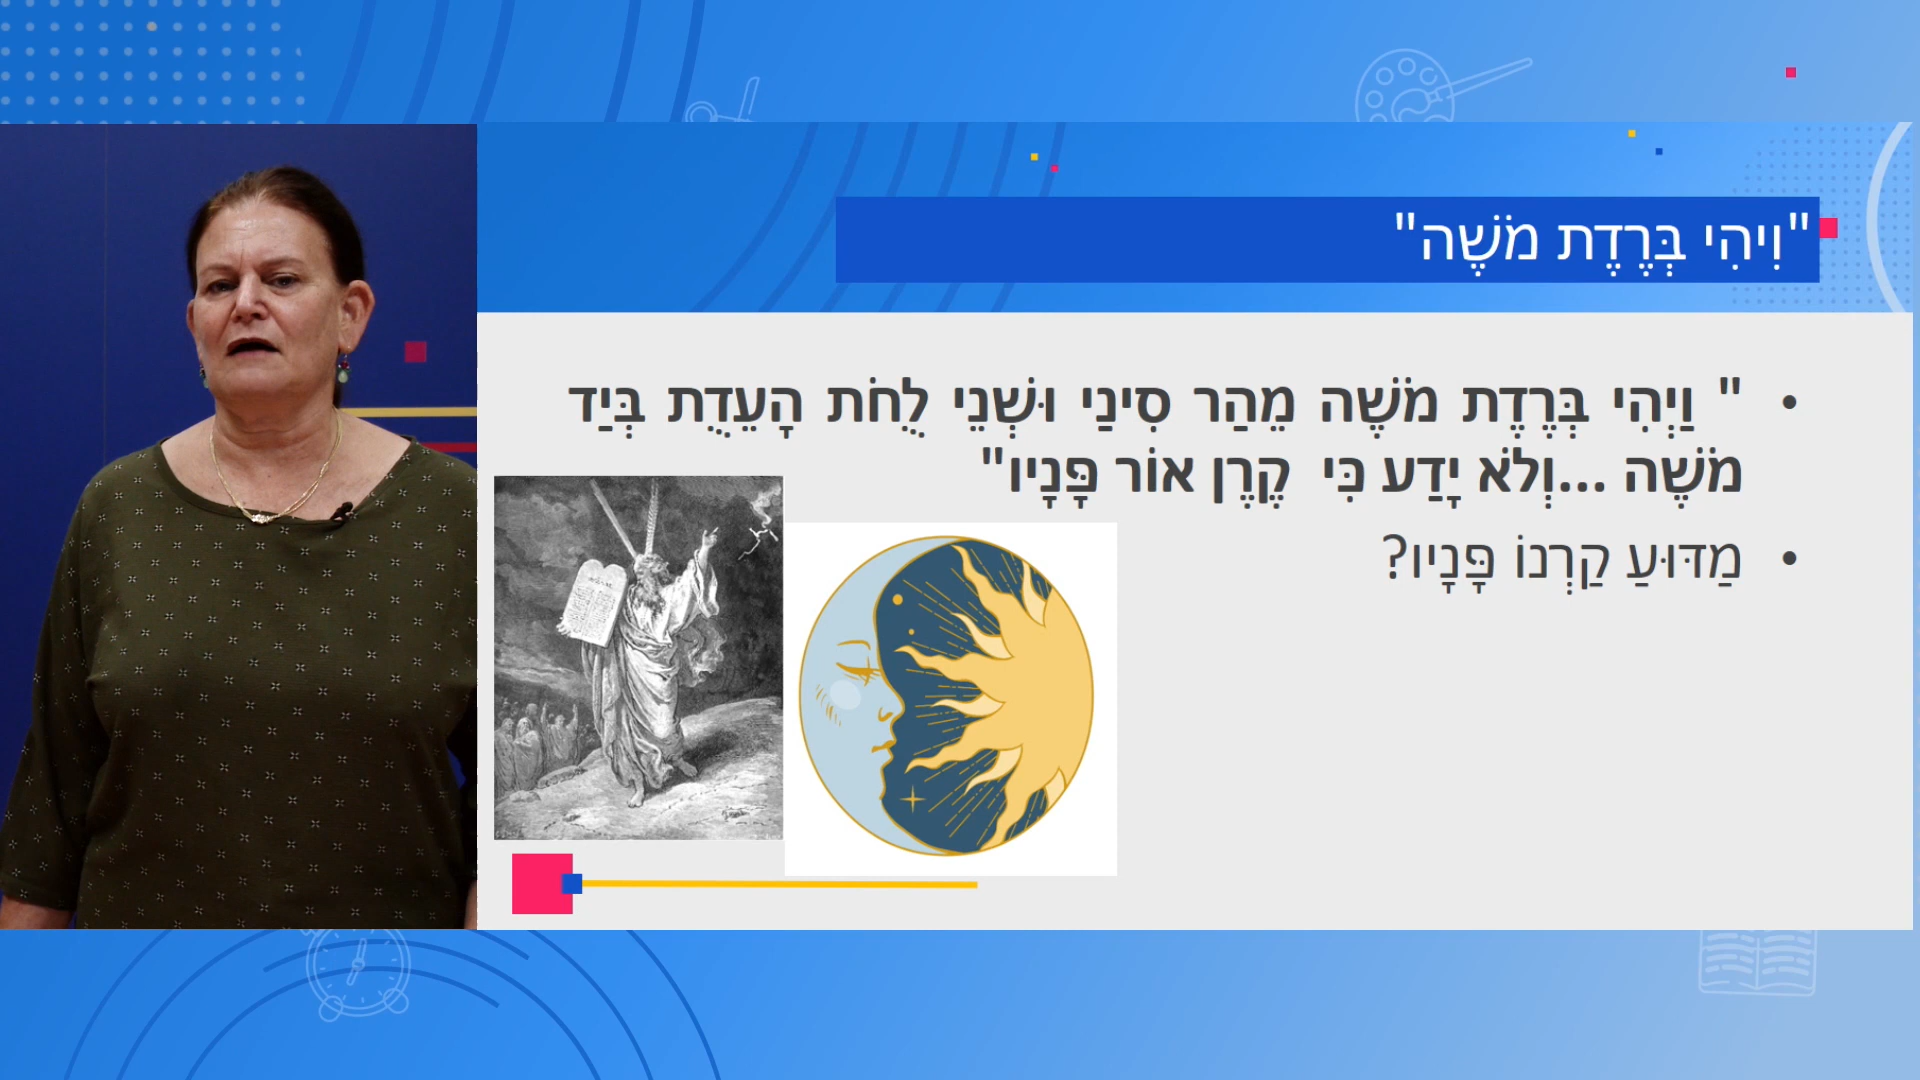 "וִיהִי בְּרֶדֶת מֹשֶׁה"
• " וַיְהִי בְּרֶדֶת מֹשֶׁה מֵהַר סִינַי וּשְׁנֵי לֻחֹת הָעֵדֻת בְּיַד
מֹשֶׁה ...וְלֹא יָדַע כִּי קֶרֶן אוֹר פָּנָיו"
• מַדּוּעַ קַרְנוֹ פָּנָיו?